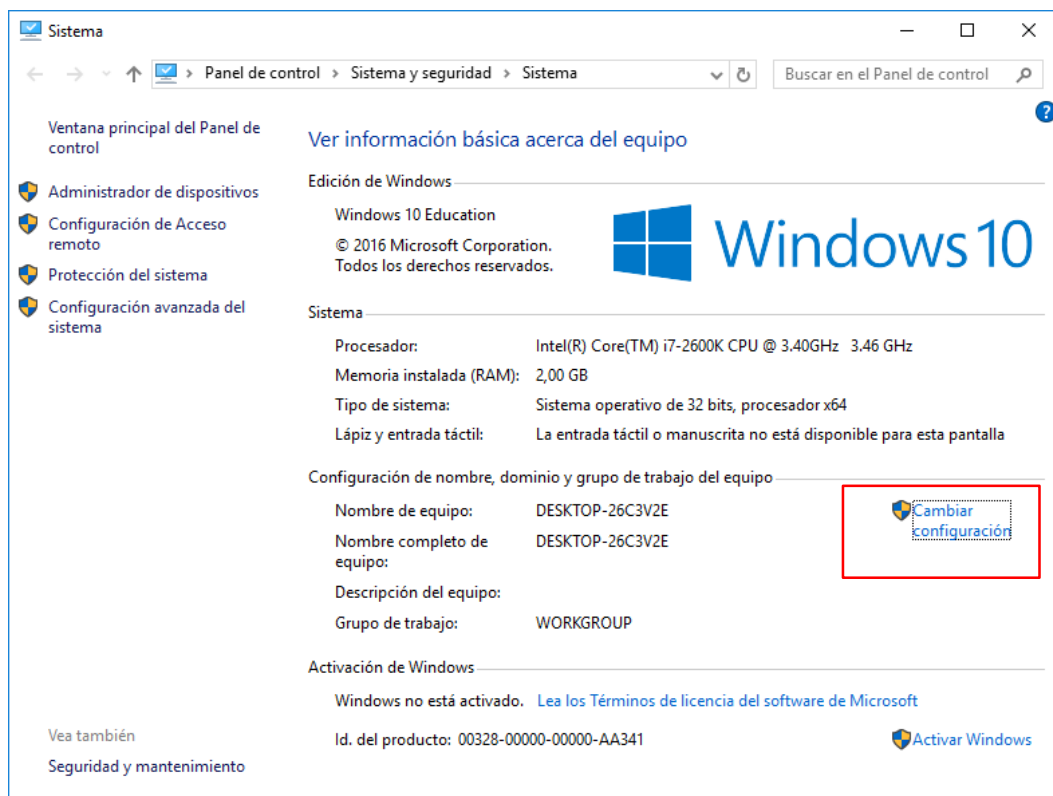 Sistema
Panel de control > Sistema y seguridad > Sistema
Buscar en el Panel de control
?
Ventana principal del Panel de
control
Administrador de dispositivos
Configuración de Acceso
remoto
Protección del sistema
Configuración avanzada del
sistema
Vea también
Seguridad y mantenimiento
Ver información básica acerca del equipo
Edición de Windows
Windows 10 Education
© 2016 Microsoft Corporation.
Todos los derechos reservados.
Windows 10
Sistema
Procesador: Intel(R) Core(TM) i7-2600K CPU @ 3.40GHz 3.46 GHz
Memoria instalada (RAM): 2,00 GB
Tipo de sistema: Sistema operativo de 32 bits, procesador x64
Lápiz y entrada táctil: La entrada táctil o manuscrita no está disponible para esta pantalla
Configuración de nombre, dominio y grupo de trabajo del equipo
Nombre de equipo: DESKTOP-26C3V2E
Cambiar
configuración
Nombre completo de
equipo:
DESKTOP-26C3V2E
Descripción del equipo:
Grupo de trabajo: WORKGROUP
Activación de Windows
Windows no está activado. Lea los Términos de licencia del software de Microsoft
Id. del producto: 00328-00000-00000-AA341
Activar Windows